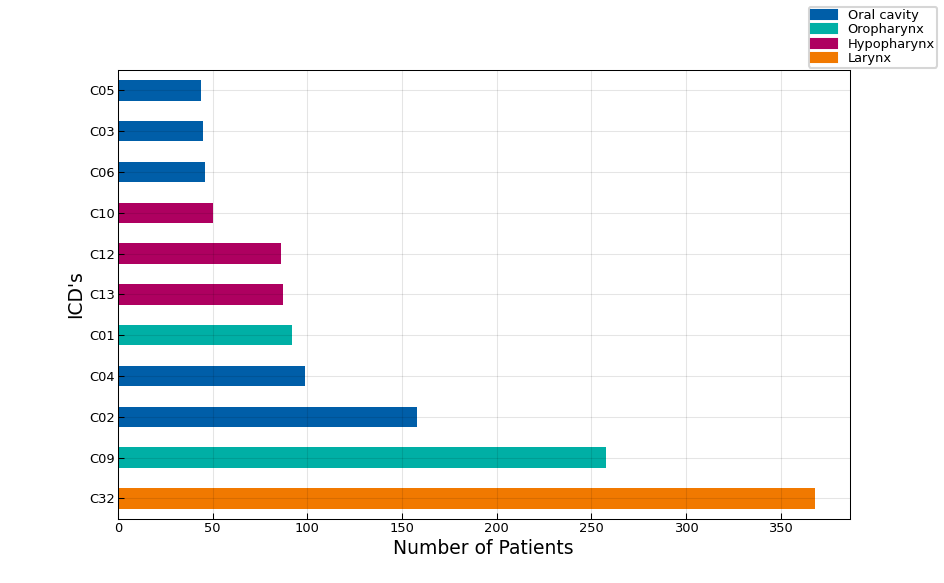 Oral cavity
Oropharynx
Hypopharynx
Larynx
C05
C03
C06
C10
C12
C13
C01
C04
C02
C09
C32
ICD's
0 50 100 150 200 250 300 350
Number of Patients